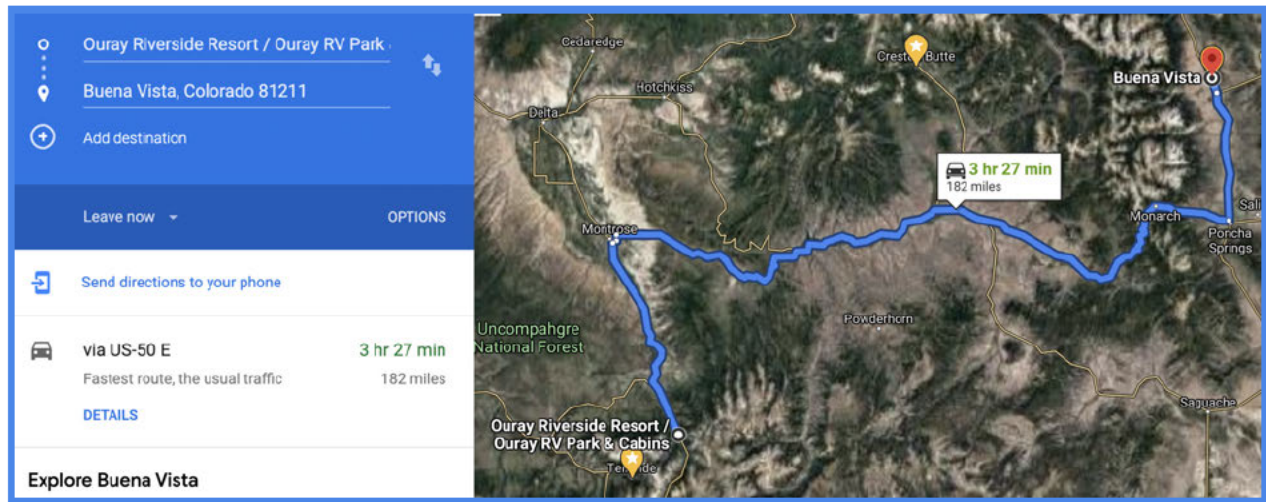 Ouray Riverside Resort / Ouray RV Park
Buena Vista, Colorado 81211
Add destination
Leave now
OPTIONS
Send directions to your phone
via US-50 E
3 hr 27 min
Fastest route, the usual traffic
182 miles
DETAILS
Explore Buena Vista
Cedaredge
Hotchkiss
Delta
Butte
Buena Vista
3 hr 27 min
182 miles
Montrose
Monarch
Sali
Poncha
Springs
Powderhorn
Uncompahgre
National Forest
Saguache
Ouray Riverside Resort /
Ouray RV Park & Cabins